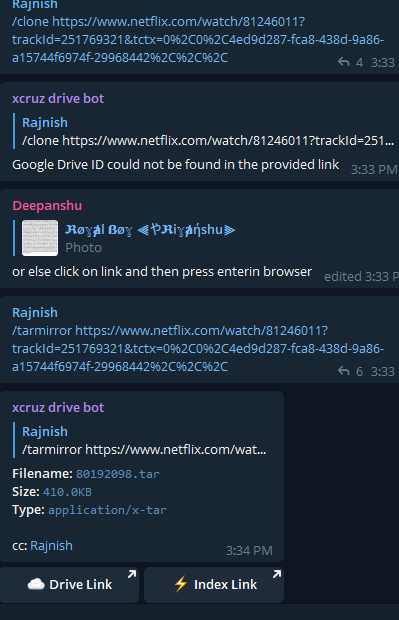 Rajnish
/clone https://www.netflix.com/watch/81246011?
trackId=251769321&tctx=0%2C0%2C4ed9d287-fca8-438d-9a86-
a15744f6974f-29968442%2C%2C%2C
4 3:33
xcruz drive bot
Rajnish
/clone https://www.netflix.com/watch/81246011?trackId=251...
Google Drive ID could not be found in the provided link
3:33 PM
Deepanshu
Photo
or else click on link and then press enterin browser
edited 3:33 P
Rajnish
/tarmirror https://www.netflix.com/watch/81246011?
trackId=251769321&tctx=0%2C0%2C4ed9d287-fca8-438d-9a86-
a15744f6974f-29968442%2C%2C%2C
6 3:33
xcruz drive bot
Rajnish
/tarmirror https://www.netflix.com/wat...
Filename: 80192098.tar
Size: 410.0KB
Type: application/x-tar
cc: Rajnish
3:34 PM
Drive Link
⚡ Index Link